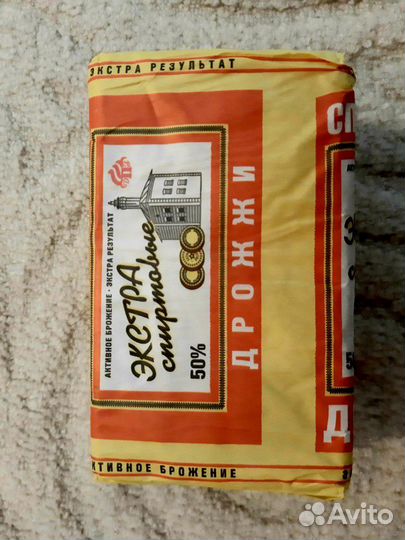 ЭКСТРА РЕЗУЛЬТАТ
АКТИВНОЕ БРОЖЕНИЕ · ЭКСТРА РЕЗУЛЬТАТ
ЭКСТРА
спиртовые
50%
ДРОЖЖИ
АКТИВНОЕ БРОЖЕНИЕ
Avito